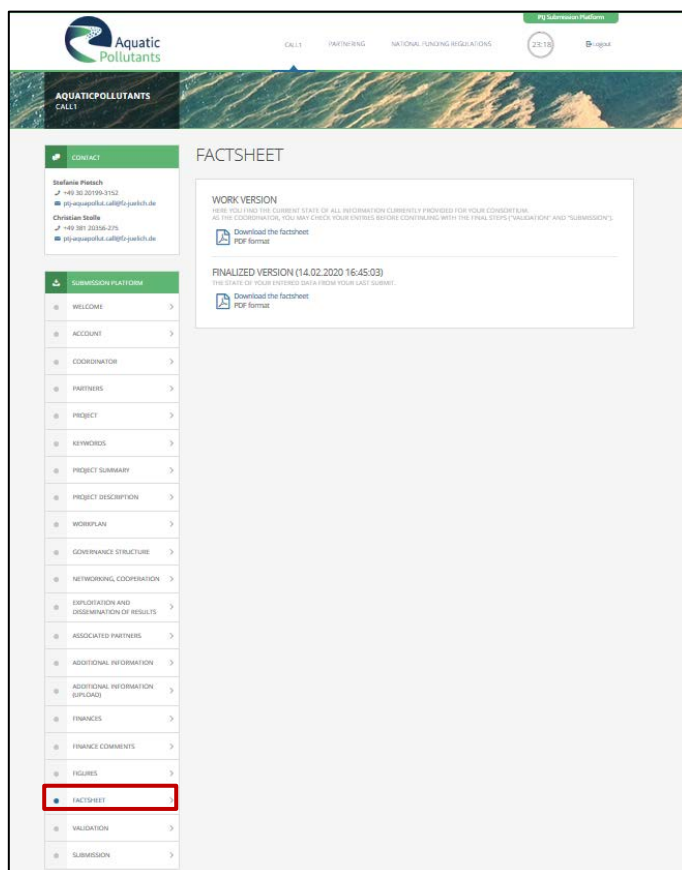 PtJ Submission Platform
Aquatic
Pollutants
CALL1
PARTNERING
NATIONAL FUNDING REGULATIONS
23:18
Logout
AQUATICPOLLUTANTS
CALL1
CONTACT
Stefanie Pietsch
+49 30 20199-3152
ptj-aquapollut.call@fz-juelich.de
Christian Stolle
+49 381 20356-275
ptj-aquapollut.call@fz-juelich.de
SUBMISSION PLATFORM
WELCOME
ACCOUNT
COORDINATOR
PARTNERS
PROJECT
KEYWORDS
PROJECT SUMMARY
PROJECT DESCRIPTION
WORKPLAN
GOVERNANCE STRUCTURE
NETWORKING, COOPERATION
EXPLOITATION AND
DISSEMINATION OF RESULTS
ASSOCIATED PARTNERS
ADDITIONAL INFORMATION
ADDITIONAL INFORMATION
(UPLOAD)
FINANCES
FINANCE COMMENTS
FIGURES
FACTSHEET
VALIDATION
SUBMISSION
FACTSHEET
WORK VERSION
HERE YOU FIND THE CURRENT STATE OF ALL INFORMATION CURRENTLY PROVIDED FOR YOUR CONSORTIUM.
AS THE COORDINATOR, YOU MAY CHECK YOUR ENTRIES BEFORE CONTINUING WITH THE FINAL STEPS ("VALIDATION" AND "SUBMISSION").
Download the factsheet
PDF format
FINALIZED VERSION (14.02.2020 16:45:03)
THE STATE OF YOUR ENTERED DATA FROM YOUR LAST SUBMIT.
Download the factsheet
PDF format